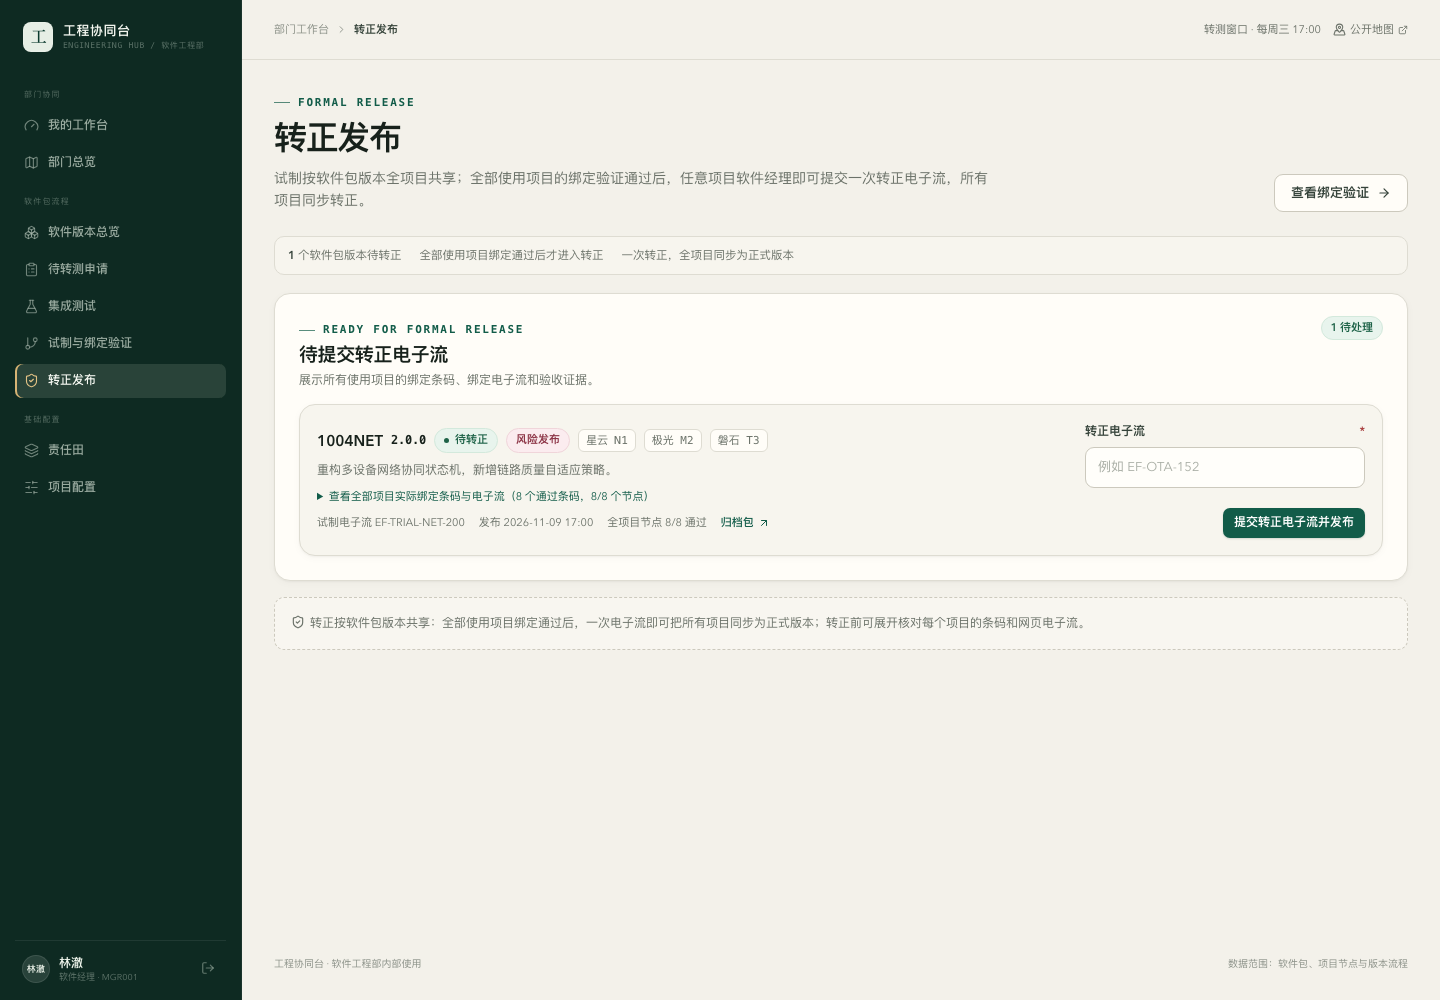 工
工程协同台
ENGINEERING HUB / 软件工程部
部门协同
我的工作台
部门总览
软件包流程
软件版本总览
待转测申请
集成测试
试制与绑定验证
转正发布
基础配置
责任田
项目配置
林澈
林澈
软件经理 · MGR001
部门工作台 > 转正发布
转测窗口 · 每周三 17:00 公开地图
FORMAL RELEASE
转正发布
试制按软件包版本全项目共享；全部使用项目的绑定验证通过后，任意项目软件经理即可提交一次转正电子流，所有
项目同步转正。
查看绑定验证 →
1 个软件包版本待转正 全部使用项目绑定通过后才进入转正 一次转正，全项目同步为正式版本
READY FOR FORMAL RELEASE
1 待处理
待提交转正电子流
展示所有使用项目的绑定条码、绑定电子流和验收证据。
1004NET 2.0.0 待转正 风险发布 星云 N1 极光 M2 磐石 T3
重构多设备网络协同状态机，新增链路质量自适应策略。
查看全部项目实际绑定条码与电子流（8 个通过条码，8/8 个节点）
试制电子流 EF-TRIAL-NET-200 发布 2026-11-09 17:00 全项目节点 8/8 通过 归档包
转正电子流 *
例如 EF-OTA-152
提交转正电子流并发布
转正按软件包版本共享：全部使用项目绑定通过后，一次电子流即可把所有项目同步为正式版本；转正前可展开核对每个项目的条码和网页电子流。
工程协同台 · 软件工程部内部使用
数据范围：软件包、项目节点与版本流程